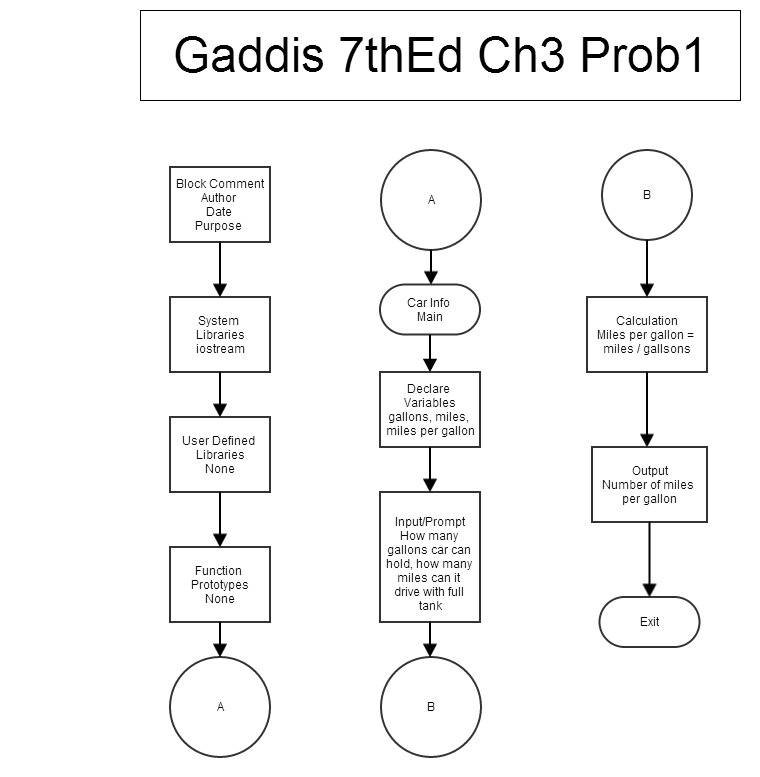 Gaddis 7thEd Ch3 Prob1
Block Comment
Author
Date
Purpose
System
Libraries
iostream
User Defined
Libraries
None
Function
Prototypes
None
A
A
Car Info
Main
Declare
Variables
gallons, miles,
miles per gallon
Input/Prompt
How many
gallons car can
hold, how many
miles can it
drive with full
tank
B
B
Calculation
Miles per gallon =
miles / gallsons
Output
Number of miles
per gallon
Exit